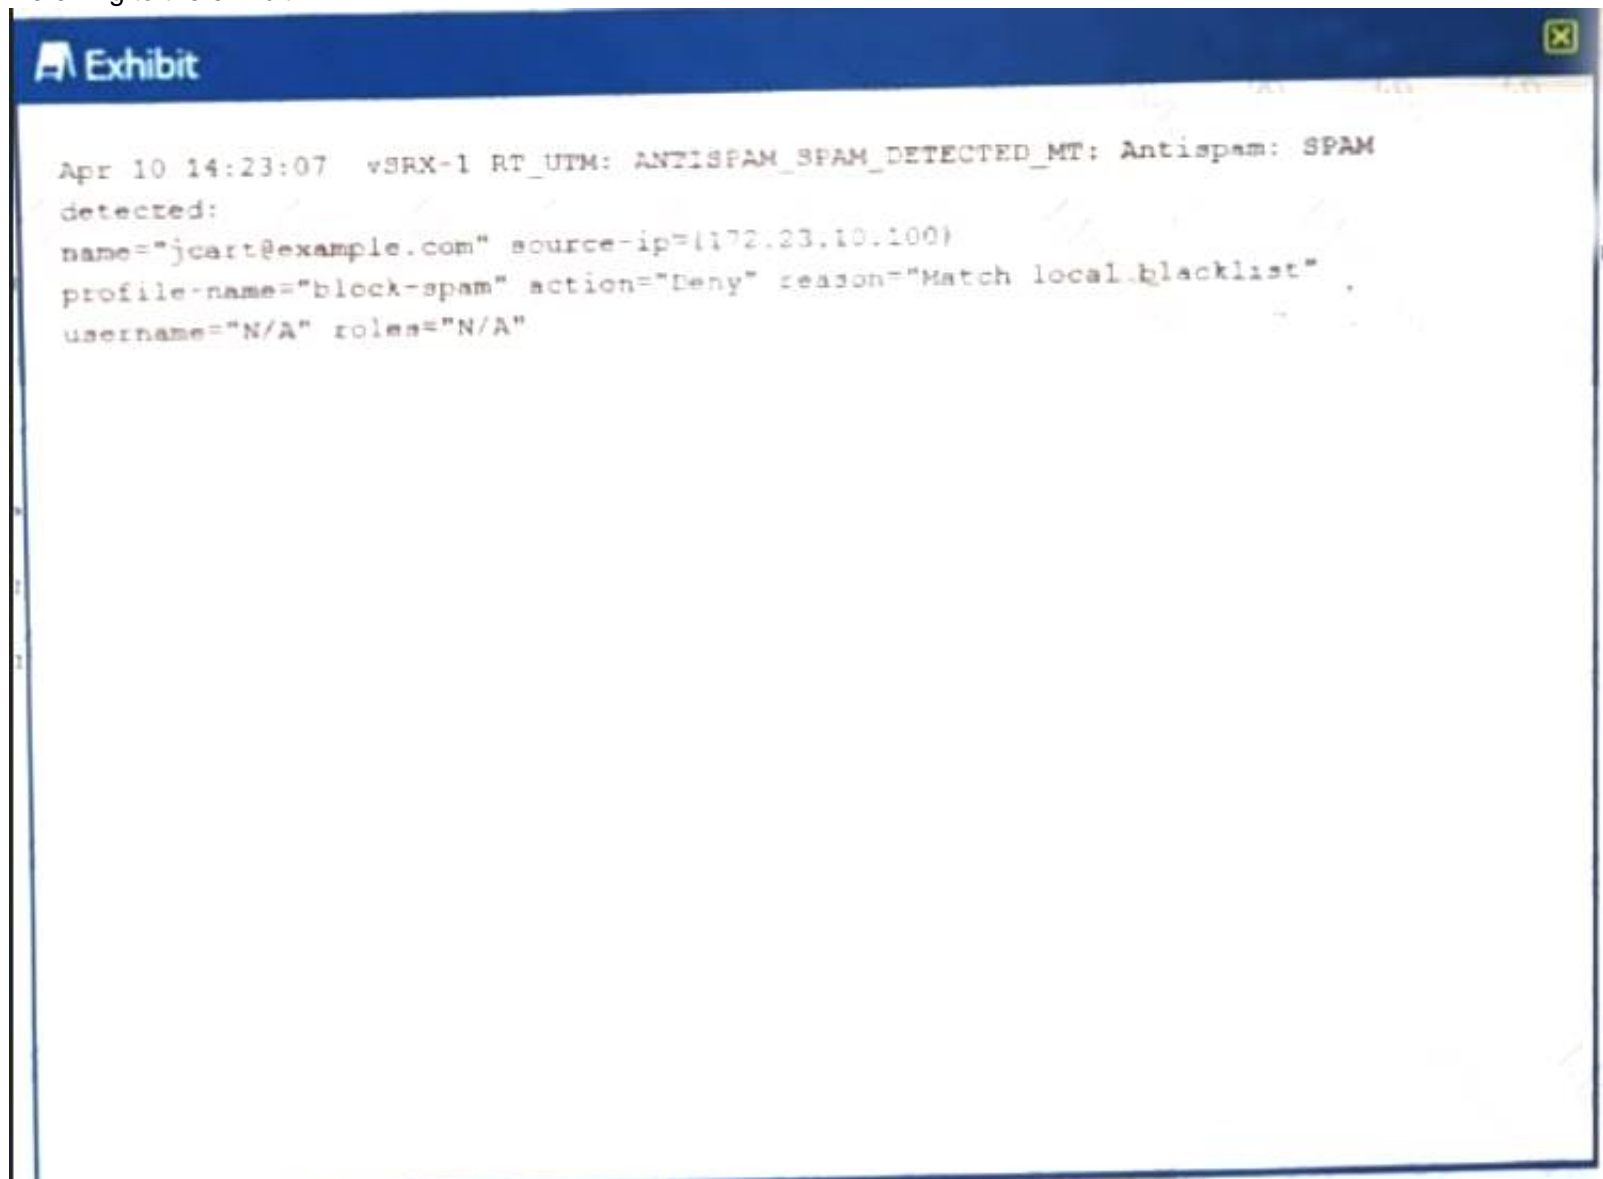 Exhibit
Apr 10 14:23:07 vSRX-1 RT_UTM: ANTISPAM_SPAM_DETECTED_MT: Antispam: SPAM
detected:
name="jcart@example.com" source-ip=(172.23.10.100)
profile-name="block-spam" action="Deny" reason="Match local blacklist"
username="N/A" roles="N/A"